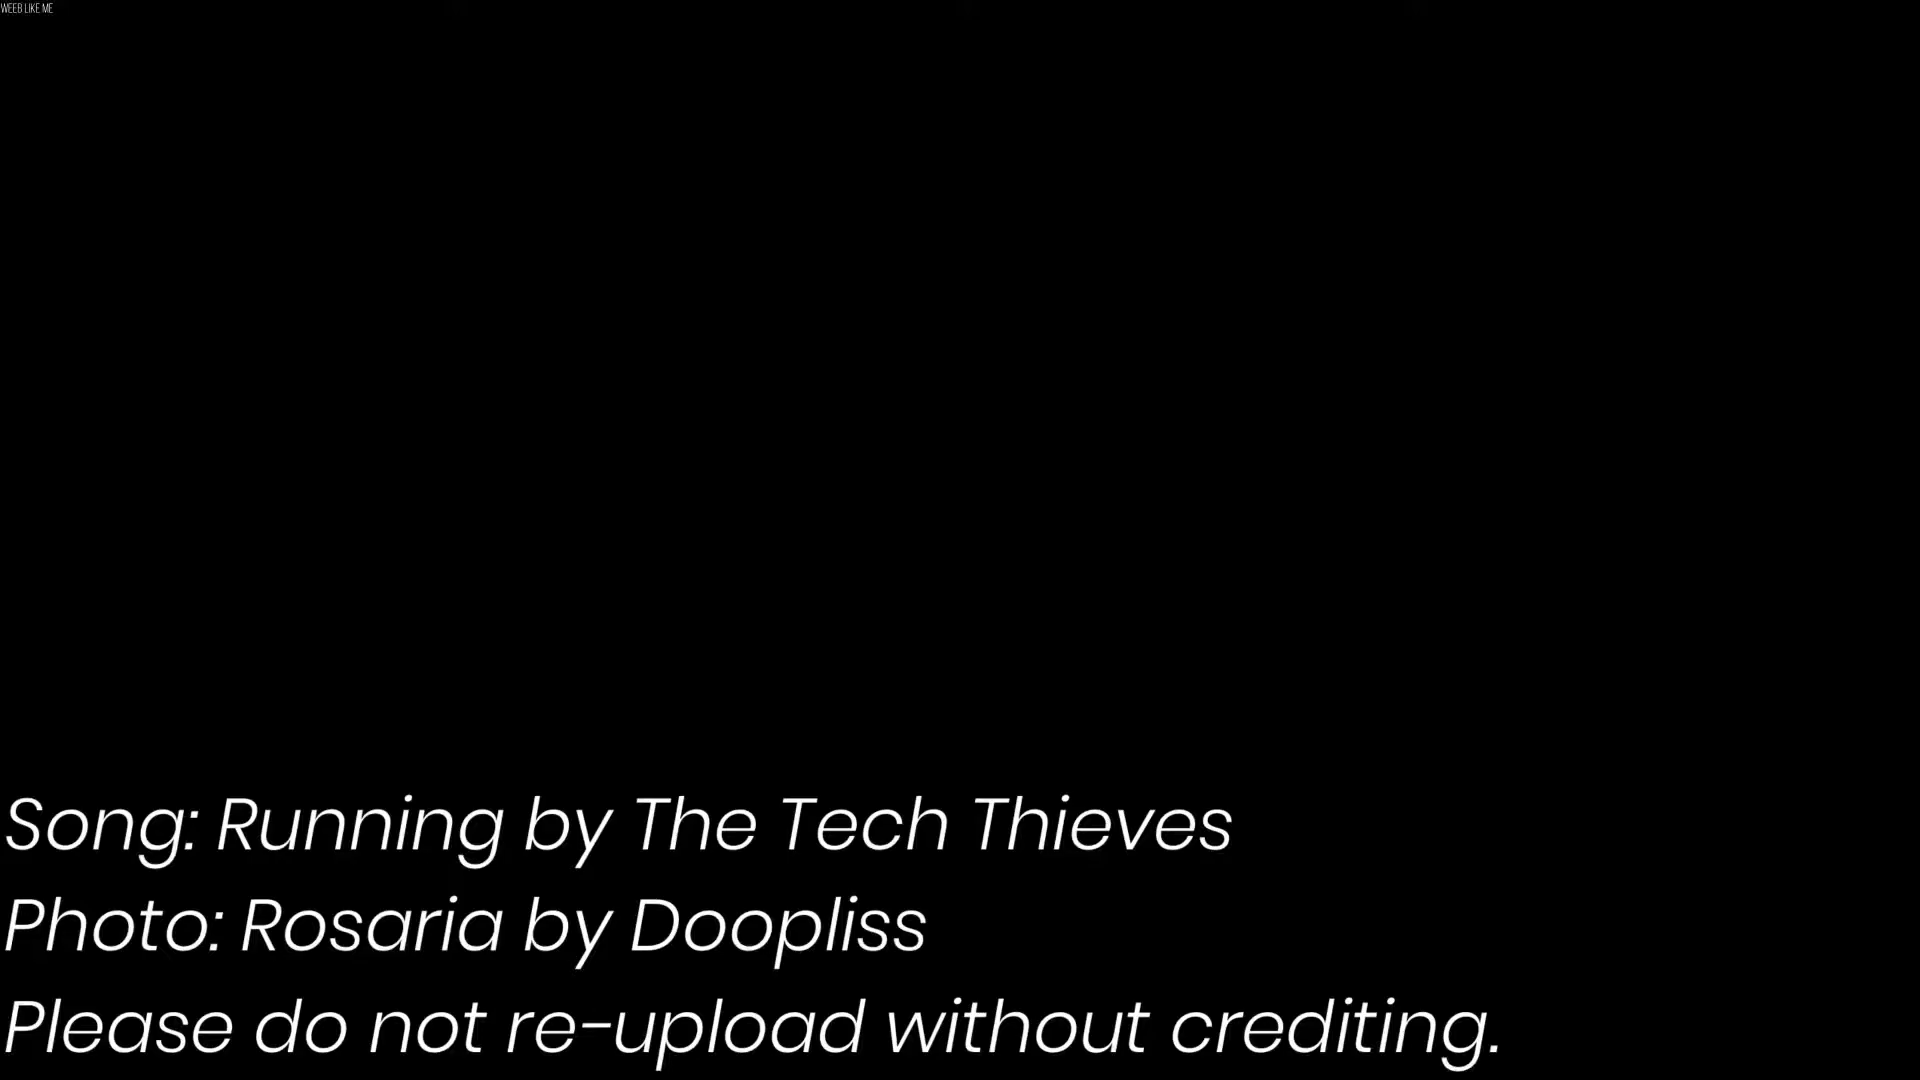 WEEB LIKE ME
Song: Running by The Tech Thieves
Photo: Rosaria by Doopliss
Please do not re-upload without crediting.